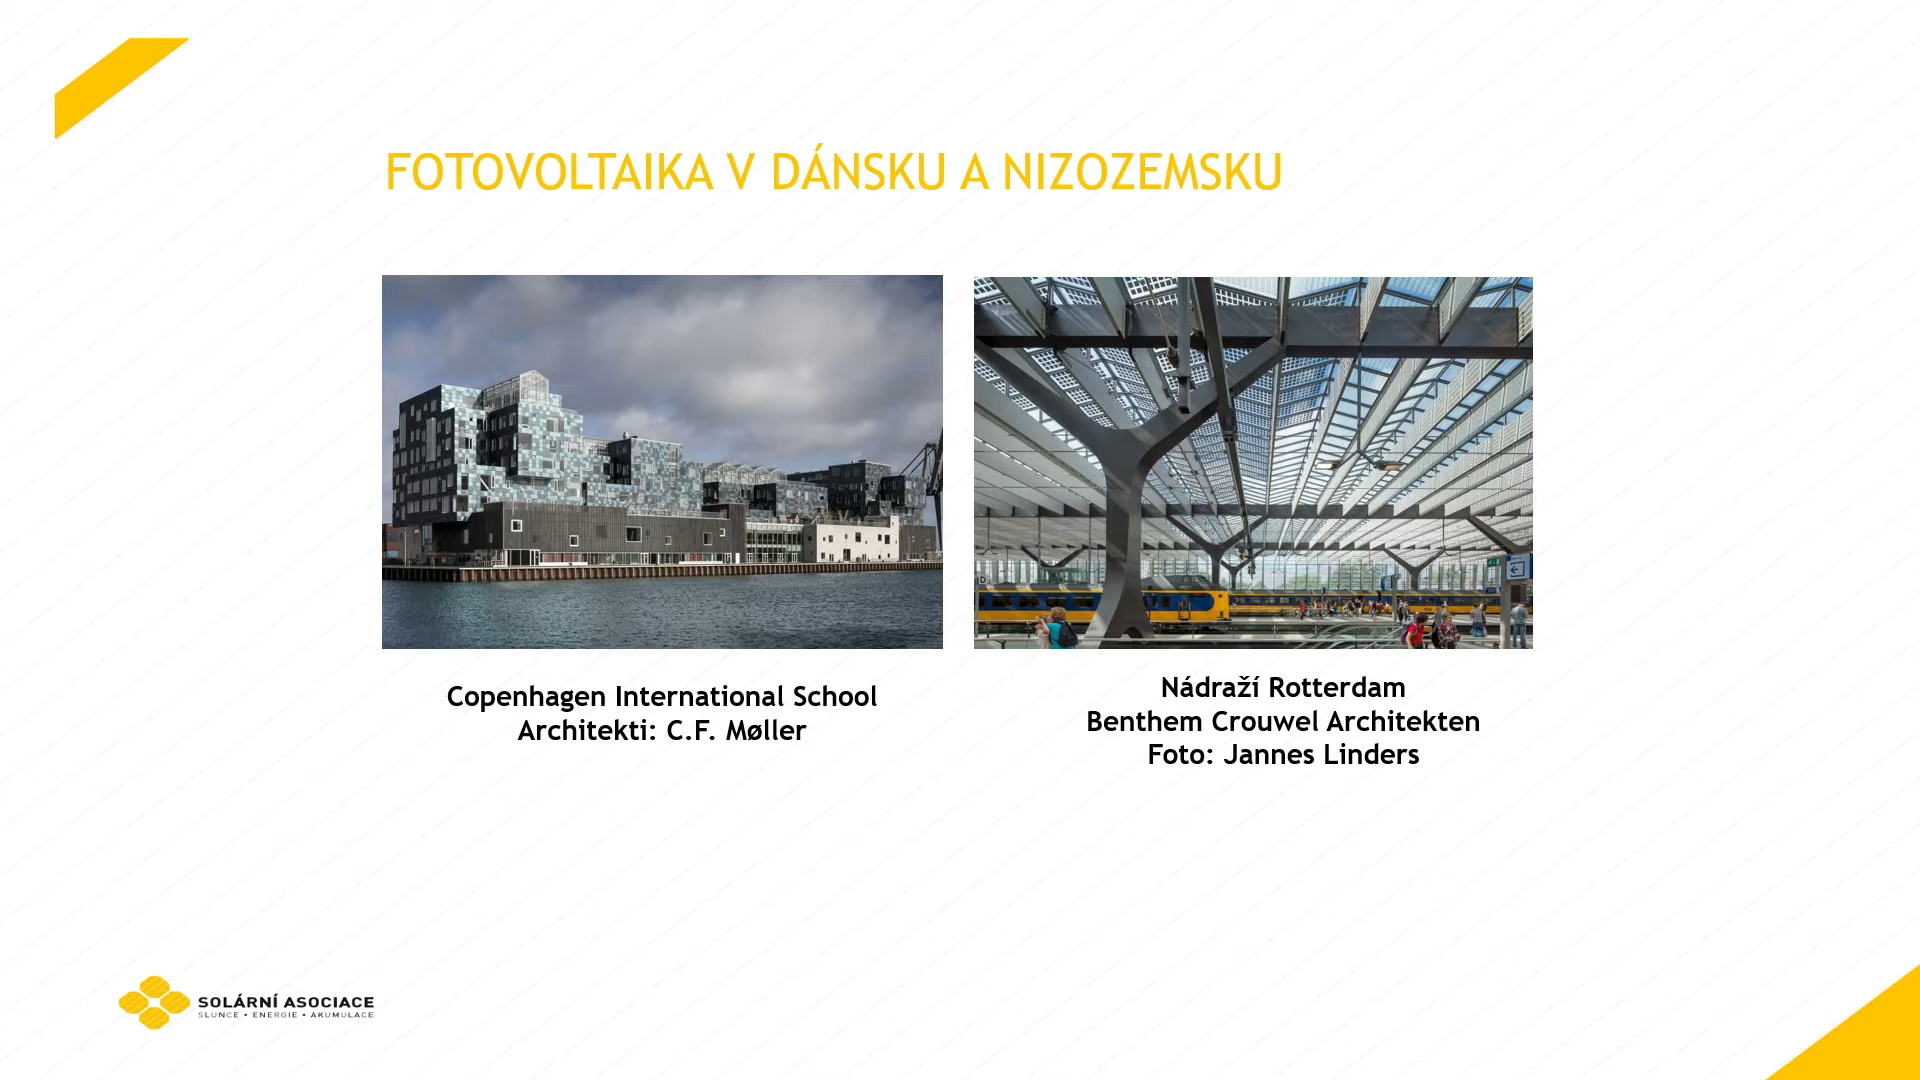 FOTOVOLTAIKA V DÁNSKU A NIZOZEMSKU
Copenhagen International School
Architekti: C.F. Møller
Nádraží Rotterdam
Benthem Crouwel Architekten
Foto: Jannes Linders
SOLÁRNÍ ASOCIACE
SLUNCE • ENERGIE • AKUMULACE